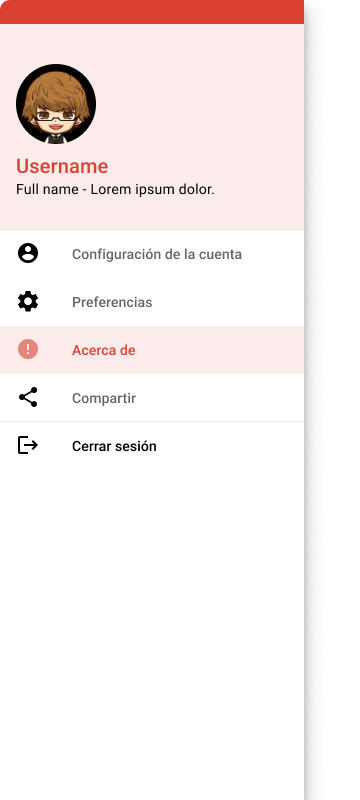 Username
Full name - Lorem ipsum dolor.
Configuración de la cuenta
Preferencias
Acerca de
Compartir
Cerrar sesión